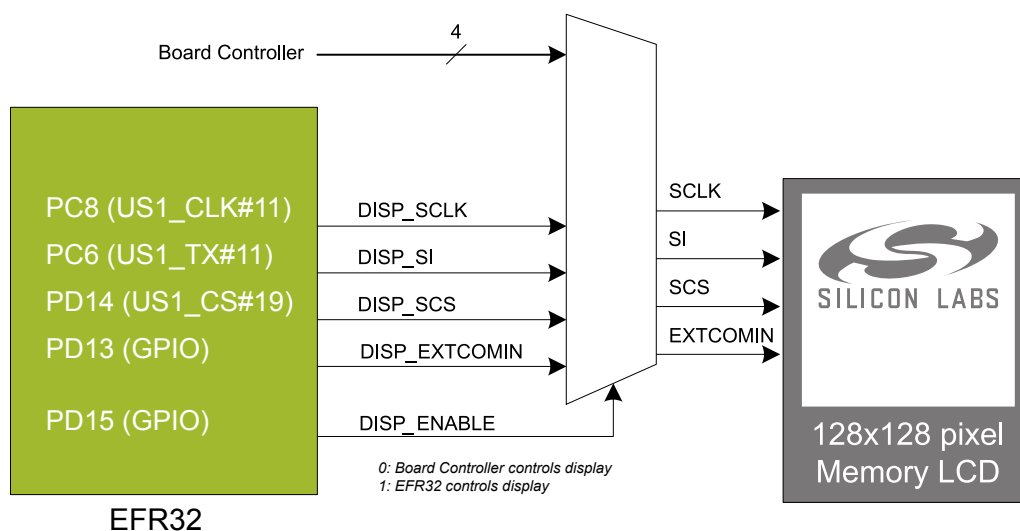 4
Board Controller
PC8 (US1_CLK#11)
DISP_SCLK
SCLK
PC6 (US1_TX#11)
DISP_SI
SI
PD14 (US1_CS#19)
DISP_SCS
SCS
PD13 (GPIO)
DISP_EXTCOMIN
EXTCOMIN
PD15 (GPIO)
DISP_ENABLE
0: Board Controller controls display
1: EFR32 controls display
SILICON LABS
128x128 pixel
Memory LCD
EFR32